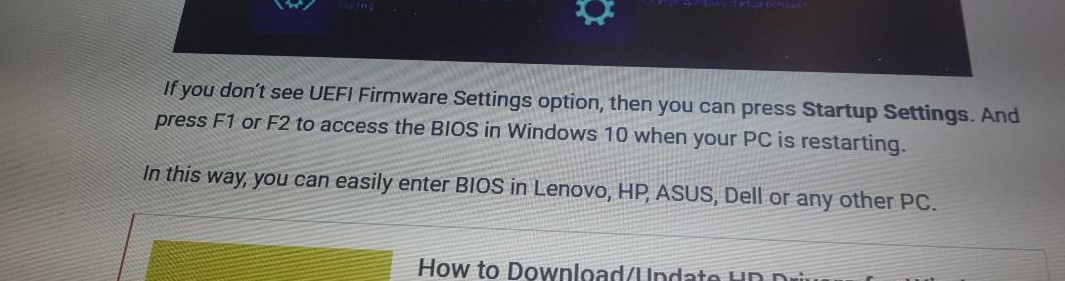 If you don't see UEFI Firmware Settings option, then you can press Startup Settings. And
press F1 or F2 to access the BIOS in Windows 10 when your PC is restarting.
In this way, you can easily enter BIOS in Lenovo, HP, ASUS, Dell or any other PC.
How to Download/Update HP